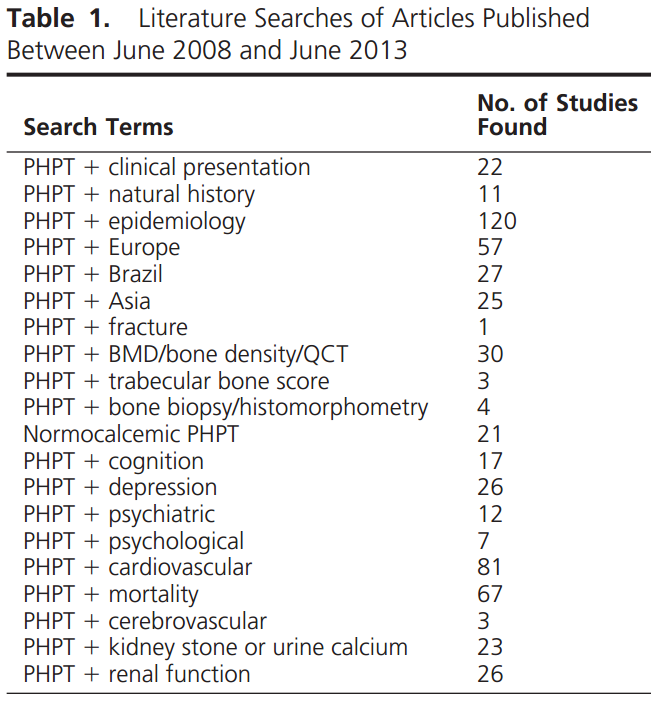 Table 1. Literature Searches of Articles Published
Between June 2008 and June 2013
Search Terms No. of Studies Found
PHPT + clinical presentation 22
PHPT + natural history 11
PHPT + epidemiology 120
PHPT + Europe 57
PHPT + Brazil 27
PHPT + Asia 25
PHPT + fracture 1
PHPT + BMD/bone density/QCT 30
PHPT + trabecular bone score 3
PHPT + bone biopsy/histomorphometry 4
Normocalcemic PHPT 21
PHPT + cognition 17
PHPT + depression 26
PHPT + psychiatric 12
PHPT + psychological 7
PHPT + cardiovascular 81
PHPT + mortality 67
PHPT + cerebrovascular 3
PHPT + kidney stone or urine calcium 23
PHPT + renal function 26